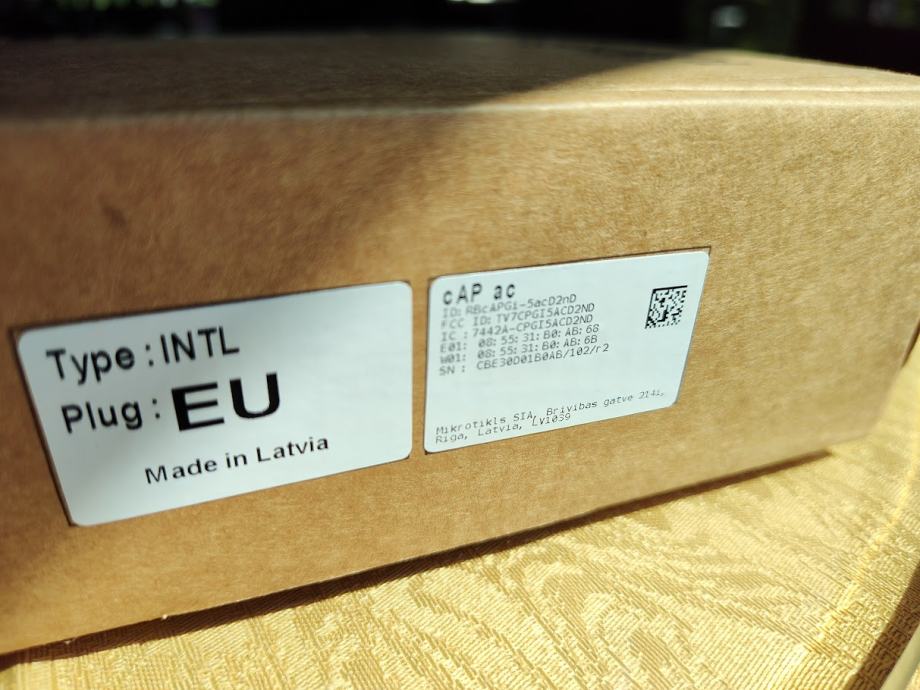 Type : INTL
Plug : EU
Made in Latvia
cAP ac
ID: RBcAPGi-5acD2nD
FCC ID: TV7CPGI5ACD2ND
IC : 7442A-CPGI5ACD2ND
E01: 08:55:31:B0:AB:68
W01: 08:55:31:B0:AB:6B
SN : CBE30D01B0AB/102/r2
Mikrotikls SIA, Brivibas gatve 214i,
Riga, Latvia, LV1039